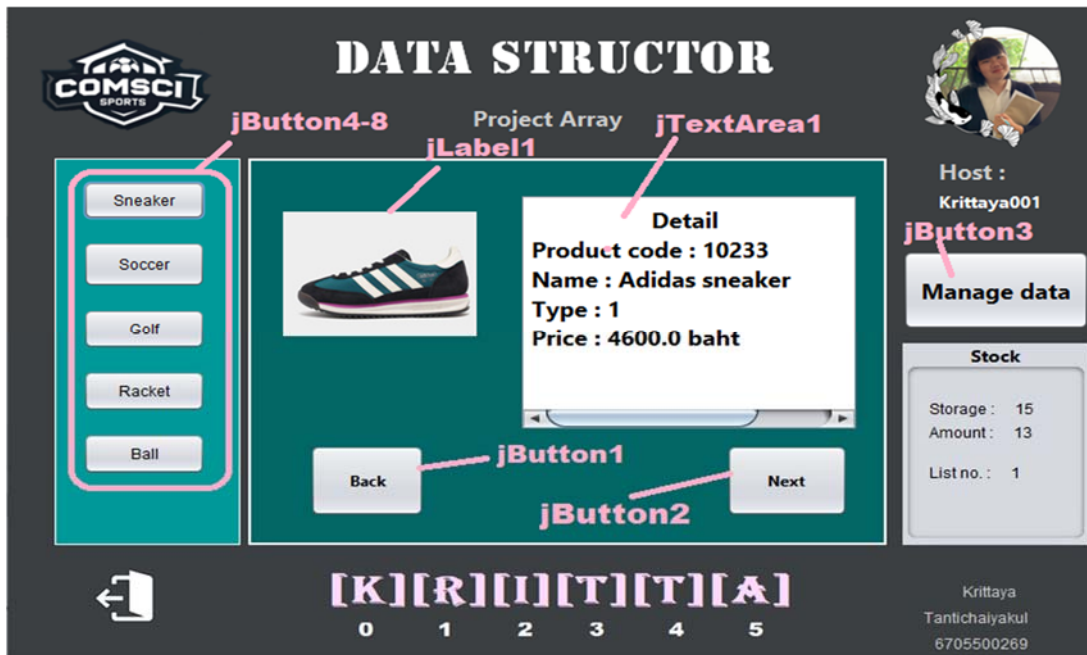 COMSCI
SPORTS
DATA STRUCTOR
Project Array
jButton4-8
jLabel1
jTextArea1
Sneaker
Soccer
Golf
Racket
Ball
Detail
Product code : 10233
Name : Adidas sneaker
Type : 1
Price : 4600.0 baht
Back
jButton1
jButton2
Next
Host :
Krittaya001
jButton3
Manage data
Stock
Storage : 15
Amount : 13
List no. : 1
[K][R][I][T][T][A]
0 1 2 3 4 5
Krittaya
Tantichaiyakul
6705500269